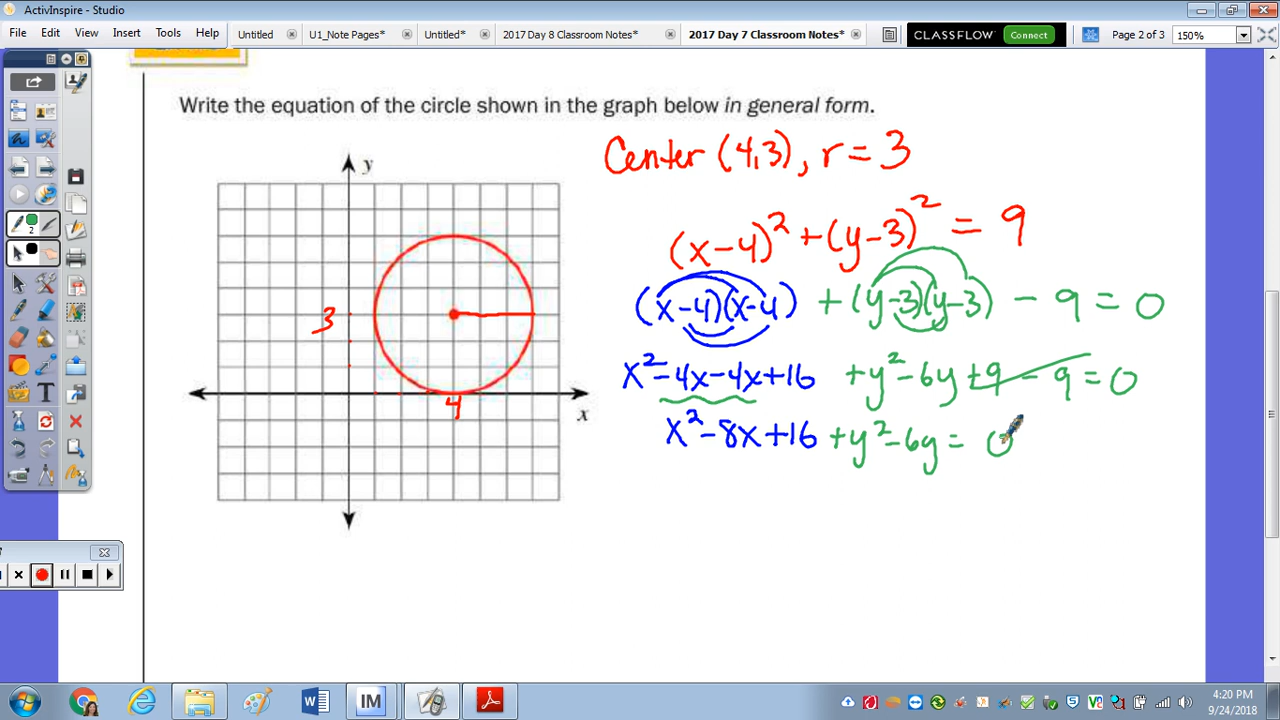 ActivInspire - Studio
File Edit View Insert Tools Help Untitled U1_Note Pages* Untitled* 2017 Day 8 Classroom Notes* 2017 Day 7 Classroom Notes* CLASSFLOW Connect Page 2 of 3 150%
Write the equation of the circle shown in the graph below in general form.
Center (4,3), r = 3
y
(x-4)² + (y-3)² = 9
(x-4)(x-4) + (y-3)(y-3) - 9 = 0
3
x² - 4x - 4x + 16 + y² - 6y + 9 - 9 = 0
4
x
x² - 8x + 16 + y² - 6y = 0
2
IM
4:20 PM
9/24/2018